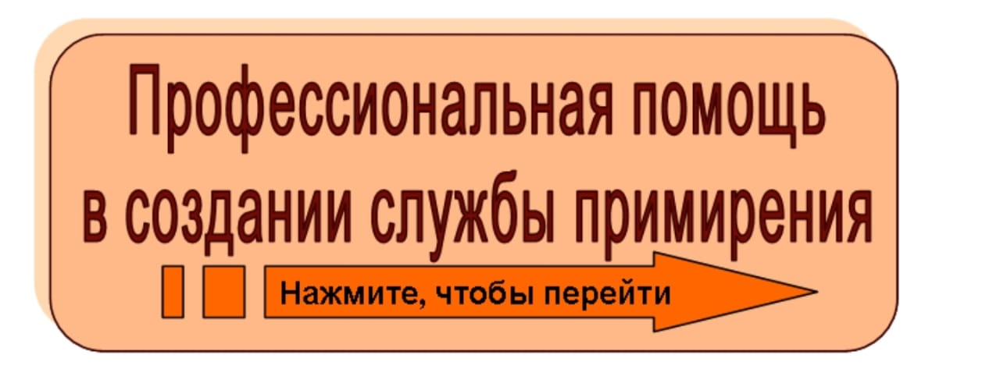 Профессиональная помощь
в создании службы примирения
Нажмите, чтобы перейти